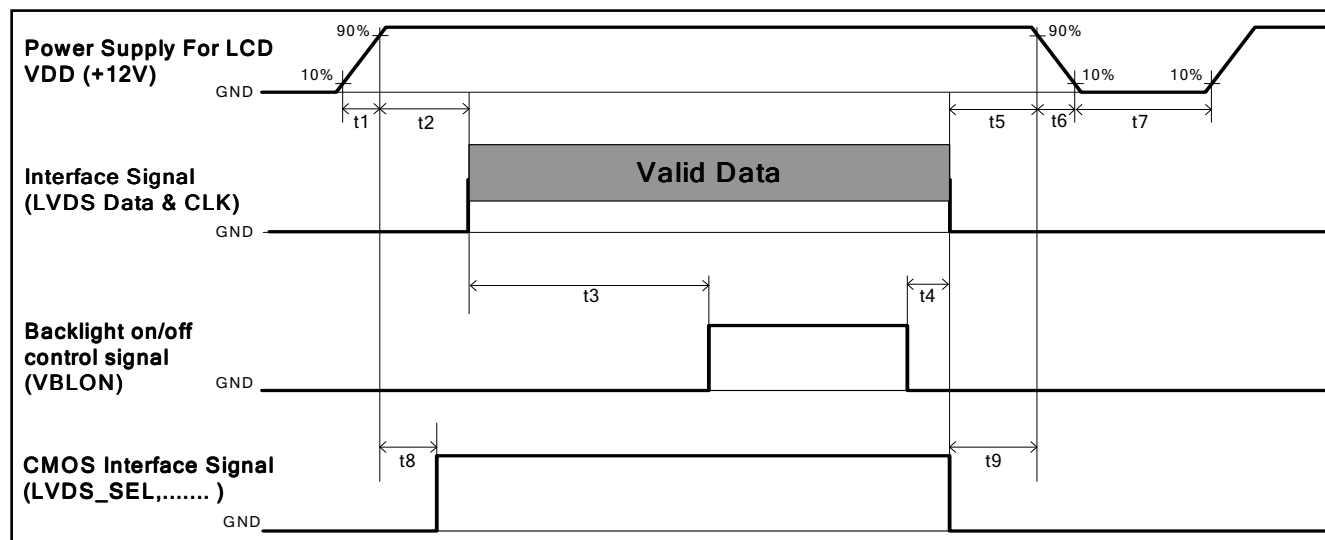 Power Supply For LCD
VDD (+12V)
90%
90%
10%
10%
10%
GND
t1
t2
t5
t6
t7
Valid Data
Interface Signal
(LVDS Data & CLK)
GND
t3
t4
Backlight on/off
control signal
(VBLON)
GND
t8
t9
CMOS Interface Signal
(LVDS_SEL,....... )
GND